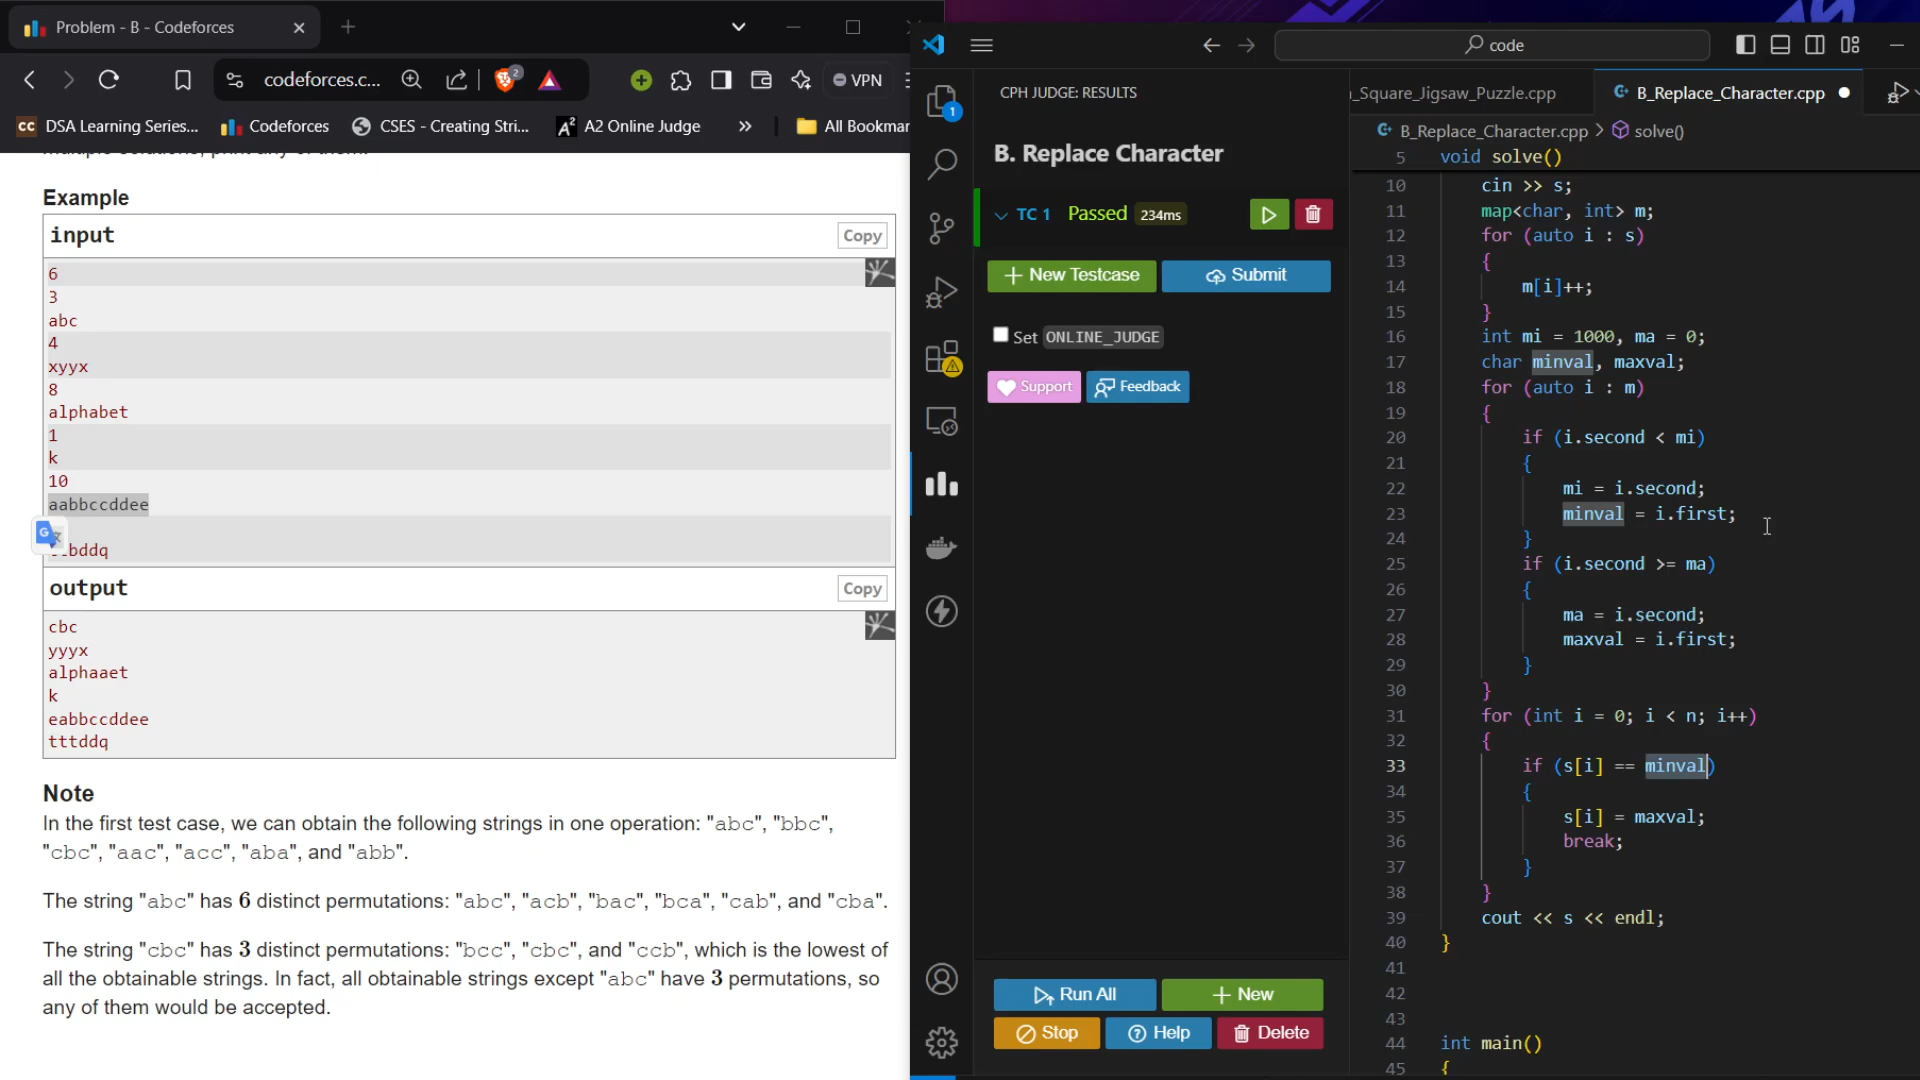 Problem - B - Codeforces
codeforces.c...
2
VPN
DSA Learning Series...
Codeforces
CSES - Creating Stri...
A2 Online Judge
»
All Bookmar
Example
input
Copy
6
3
abc
4
xyyx
8
alphabet
1
k
10
aabbccddee
output
Copy
cbc
yyyx
alphaaet
k
eabbccddee
tttddq
Note
In the first test case, we can obtain the following strings in one operation: "abc", "bbc",
"cbc", "aac", "acc", "aba", and "abb".
The string "abc" has 6 distinct permutations: "abc", "acb", "bac", "bca", "cab", and "cba".
The string "cbc" has 3 distinct permutations: "bcc", "cbc", and "ccb", which is the lowest of
all the obtainable strings. In fact, all obtainable strings except "abc" have 3 permutations, so
any of them would be accepted.
code
1
CPH JUDGE: RESULTS
B. Replace Character
TC 1 Passed 234ms
New Testcase
Submit
Set ONLINE_JUDGE
Support
Feedback
Run All
New
Stop
Help
Delete
_Square_Jigsaw_Puzzle.cpp
B_Replace_Character.cpp
B_Replace_Character.cpp > solve()
5 void solve()
10 cin >> s;
11 map<char, int> m;
12 for (auto i : s)
13 {
14 m[i]++;
15 }
16 int mi = 1000, ma = 0;
17 char minval, maxval;
18 for (auto i : m)
19 {
20 if (i.second < mi)
21 {
22 mi = i.second;
23 minval = i.first;
24 }
25 if (i.second >= ma)
26 {
27 ma = i.second;
28 maxval = i.first;
29 }
30 }
31 for (int i = 0; i < n; i++)
32 {
33 if (s[i] == minval)
34 {
35 s[i] = maxval;
36 break;
37 }
38 }
39 cout << s << endl;
40 }
41
42
43
44 int main()
45 {